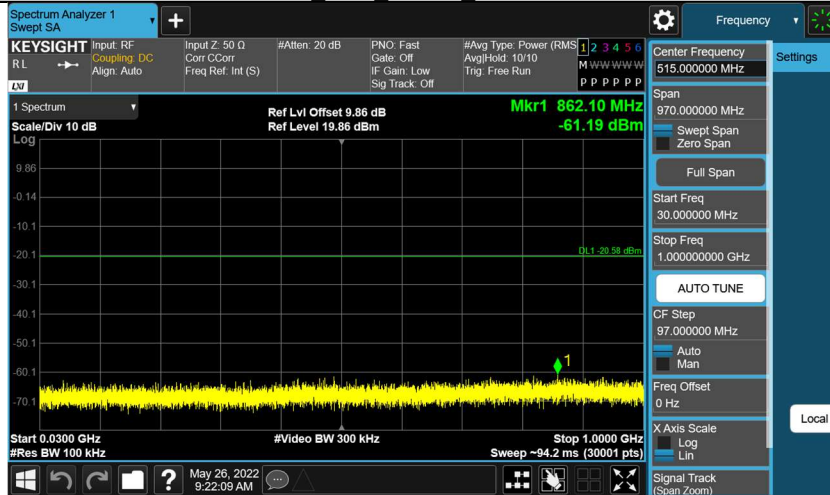 Spectrum Analyzer 1
Swept SA
+
Frequency
KEYSIGHT
RL
LXI
Input: RF
Coupling: DC
Align: Auto
Input Z: 50 Ω
Corr CCorr
Freq Ref: Int (S)
#Atten: 20 dB
PNO: Fast
Gate: Off
IF Gain: Low
Sig Track: Off
#Avg Type: Power (RMS
Avg|Hold: 10/10
Trig: Free Run
1 2 3 4 5 6
M W W W W W
P P P P P P
1 Spectrum
Scale/Div 10 dB
Log
Ref Lvl Offset 9.86 dB
Ref Level 19.86 dBm
Mkr1 862.10 MHz
-61.19 dBm
9.86
-0.14
-10.1
-20.1
DL1 -20.58 dBm
-30.1
-40.1
-50.1
-60.1
1
-70.1
Start 0.0300 GHz
#Res BW 100 kHz
#Video BW 300 kHz
Stop 1.0000 GHz
Sweep ~94.2 ms (30001 pts)
?
May 26, 2022
9:22:09 AM
Center Frequency
515.000000 MHz
Span
970.000000 MHz
Swept Span
Zero Span
Full Span
Start Freq
30.000000 MHz
Stop Freq
1.000000000 GHz
AUTO TUNE
CF Step
97.000000 MHz
Auto
Man
Freq Offset
0 Hz
X Axis Scale
Log
Lin
Signal Track
(Span Zoom)
Settings
Local